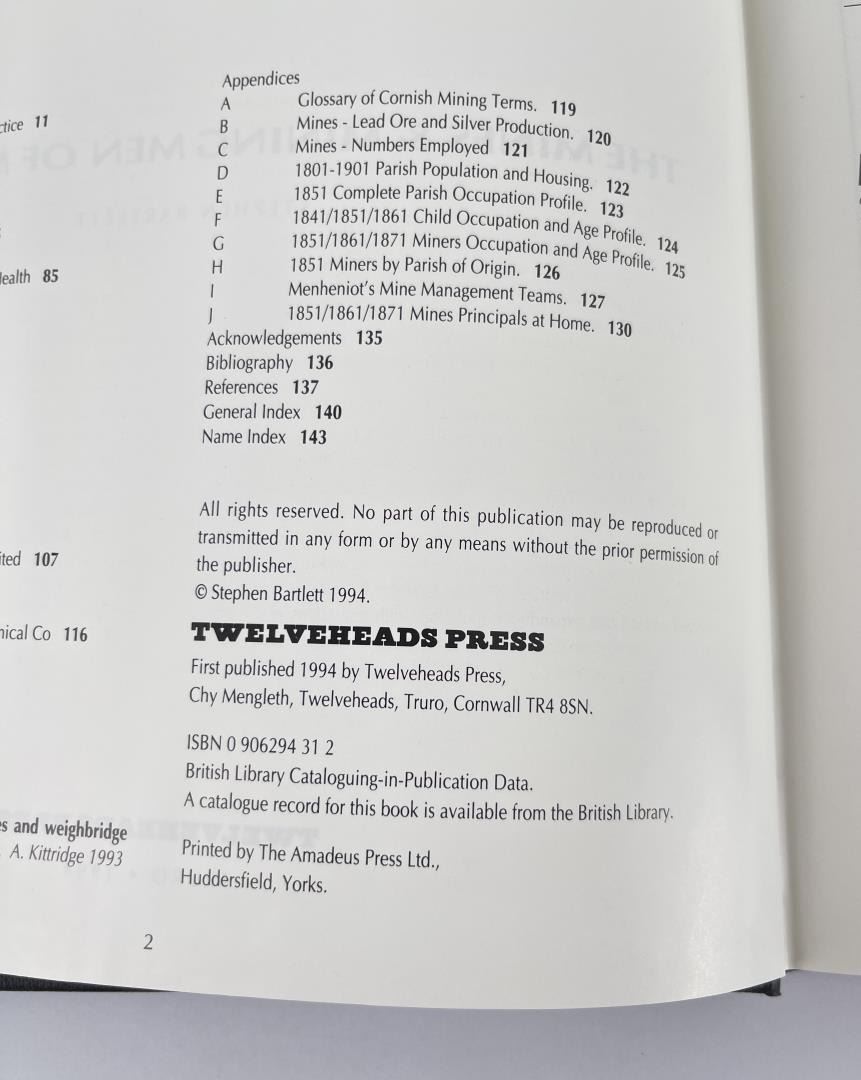 ctice 11
ealth 85
ited 107
nical Co 116
es and weighbridge
A. Kittridge 1993
Appendices
A Glossary of Cornish Mining Terms. 119
B Mines - Lead Ore and Silver Production. 120
C Mines - Numbers Employed 121
D 1801-1901 Parish Population and Housing. 122
E 1851 Complete Parish Occupation Profile. 123
F 1841/1851/1861 Child Occupation and Age Profile. 124
G 1851/1861/1871 Miners Occupation and Age Profile. 125
H 1851 Miners by Parish of Origin. 126
I Menheniot's Mine Management Teams. 127
J 1851/1861/1871 Mines Principals at Home. 130
Acknowledgements 135
Bibliography 136
References 137
General Index 140
Name Index 143
All rights reserved. No part of this publication may be reproduced or
transmitted in any form or by any means without the prior permission of
the publisher.
© Stephen Bartlett 1994.
TWELVEHEADS PRESS
First published 1994 by Twelveheads Press,
Chy Mengleth, Twelveheads, Truro, Cornwall TR4 8SN.
ISBN 0 906294 31 2
British Library Cataloguing-in-Publication Data.
A catalogue record for this book is available from the British Library.
Printed by The Amadeus Press Ltd.,
Huddersfield, Yorks.
2